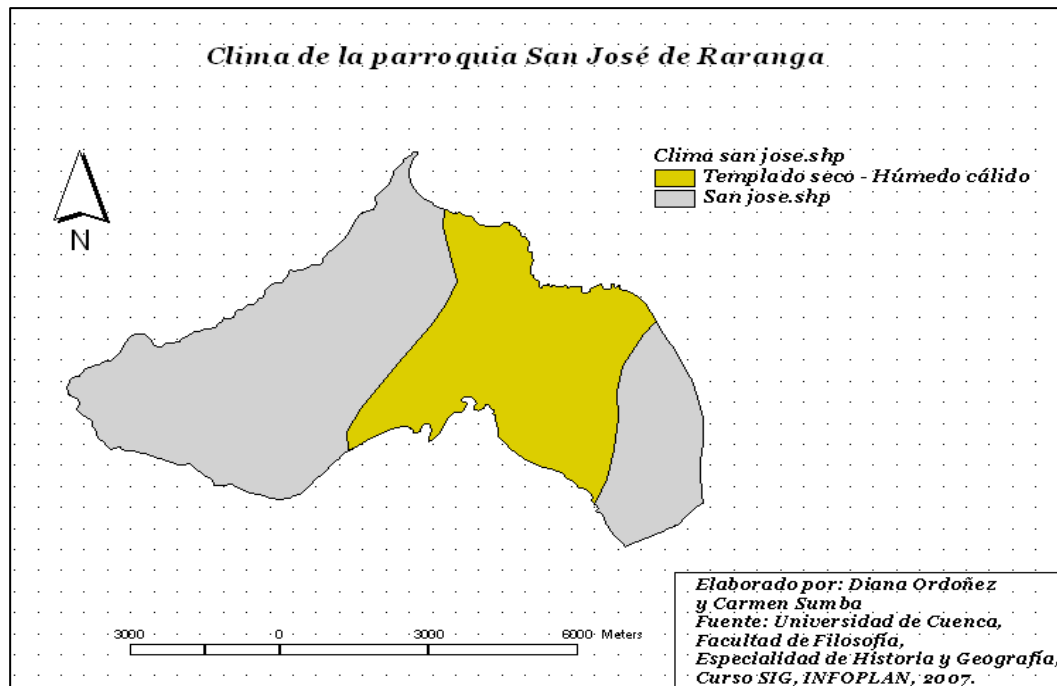 Clima de la parroquia San José de Raranga
Clima san jose.shp
Templado seco - Húmedo cálido
San jose.shp
N
3000 0 3000 6000 Meters
Elaborado por: Diana Ordoñez
y Carmen Sumba
Fuente: Universidad de Cuenca,
Facultad de Filosofía,
Especialidad de Historia y Geografía,
Curso SIG, INFOPLAN, 2007.